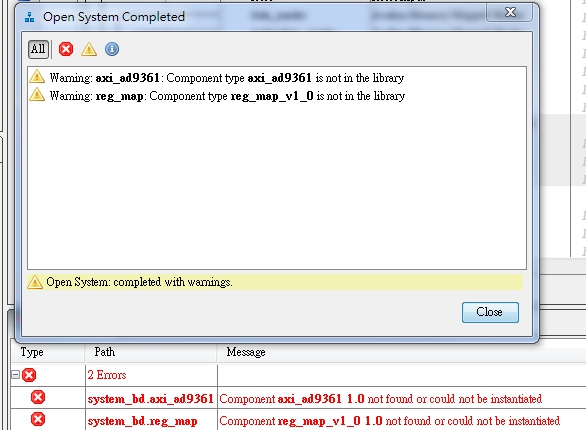 Open System Completed
All
Warning: axi_ad9361: Component type axi_ad9361 is not in the library
Warning: reg_map: Component type reg_map_v1_0 is not in the library
Open System: completed with warnings.
Close
Type Path Message
2 Errors
system_bd.axi_ad9361 Component axi_ad9361 1.0 not found or could not be instantiated
system_bd.reg_map Component reg_map_v1_0 1.0 not found or could not be instantiated